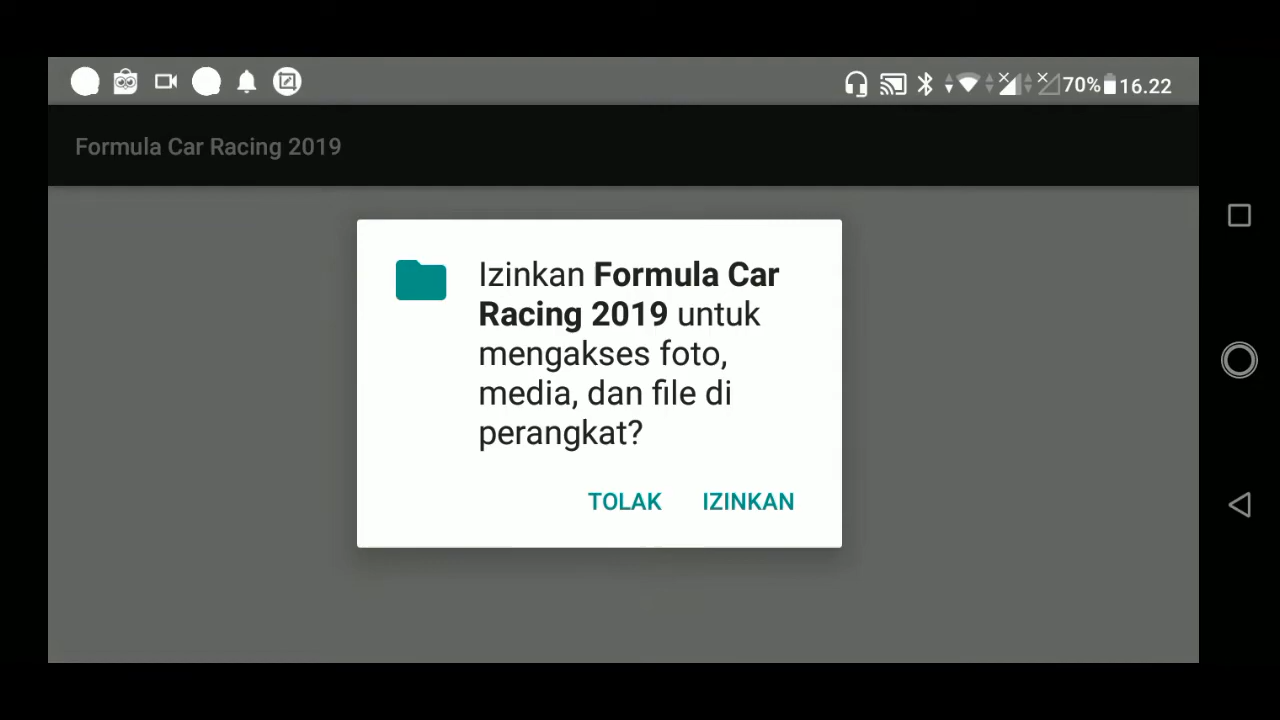 70% 16.22
Formula Car Racing 2019
Izinkan Formula Car
Racing 2019 untuk
mengakses foto,
media, dan file di
perangkat?
TOLAK IZINKAN